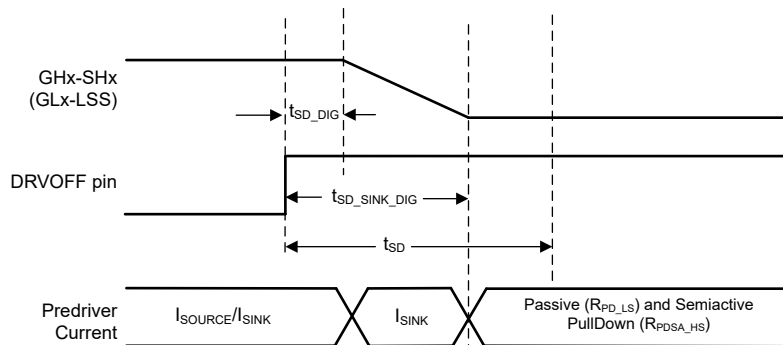 GHx-SHx
(GLx-LSS)
tSD_DIG
DRVOFF pin
tSD_SINK_DIG
tSD
Predriver
Current
ISOURCE/ISINK
ISINK
Passive (RPD_LS) and Semiactive
PullDown (RPDSA_HS)